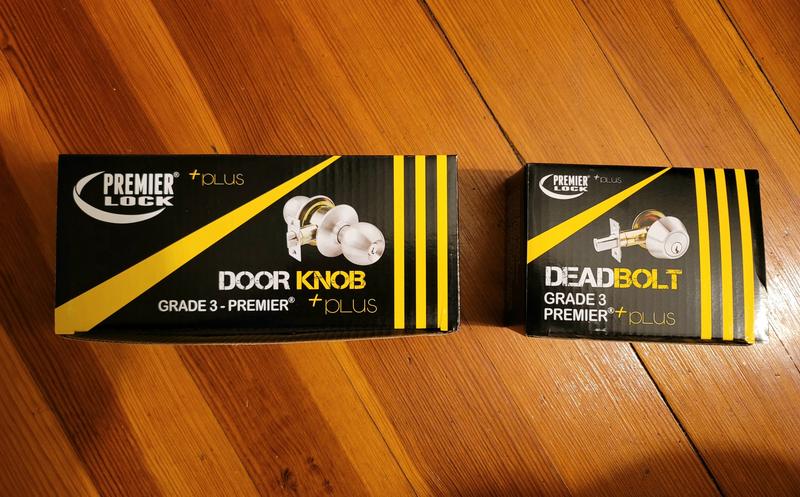 PREMIER® +PLUS
LOCK
DOOR KNOB
GRADE 3 - PREMIER® +PLUS
PREMIER® +PLUS
LOCK
DEADBOLT
GRADE 3
PREMIER® +PLUS